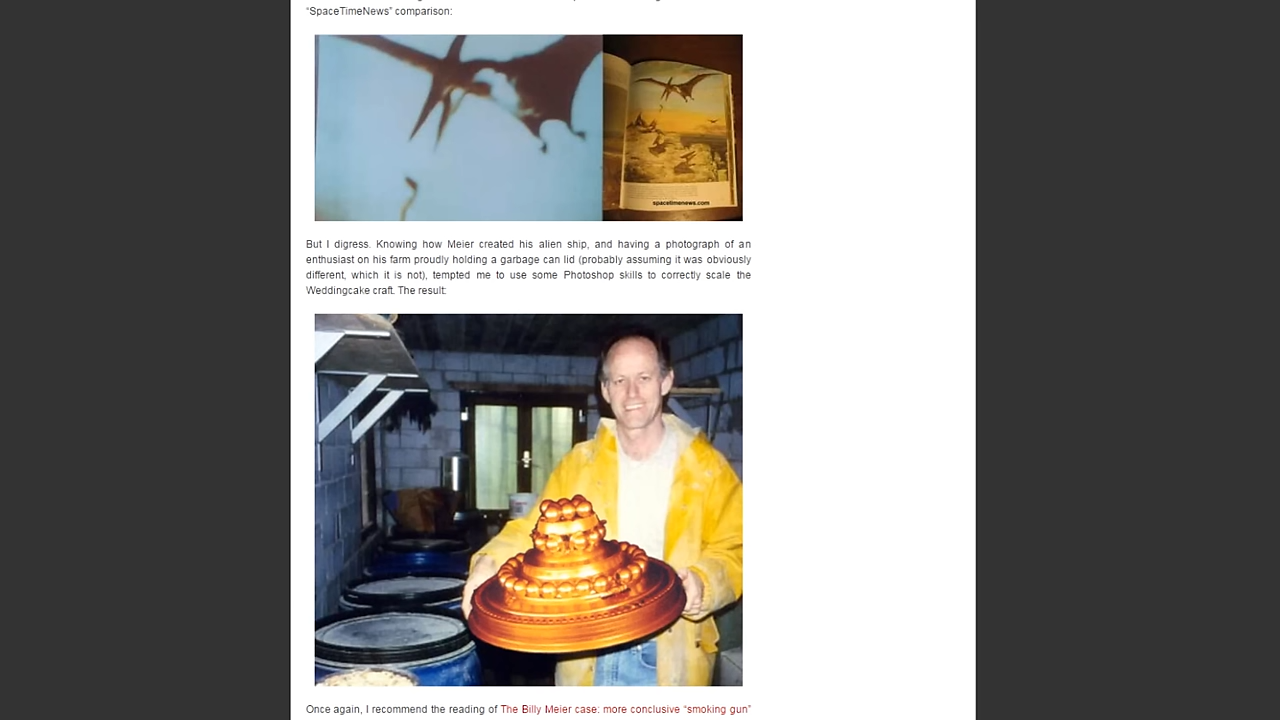 “SpaceTimeNews” comparison:
spacetimenews.com
But I digress. Knowing how Meier created his alien ship, and having a photograph of an
enthusiast on his farm proudly holding a garbage can lid (probably assuming it was obviously
different, which it is not), tempted me to use some Photoshop skills to correctly scale the
Weddingcake craft. The result:
Once again, I recommend the reading of The Billy Meier case: more conclusive “smoking gun”